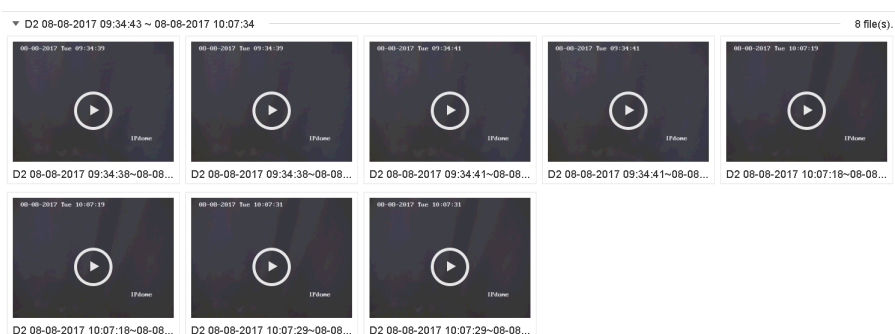 D2 08-08-2017 09:34:43 ~ 08-08-2017 10:07:34
8 file(s).
08-08-2017 Tue 09:34:39
IPdome
D2 08-08-2017 09:34:38~08-08...
08-08-2017 Tue 09:34:39
IPdome
D2 08-08-2017 09:34:38~08-08...
08-08-2017 Tue 09:34:41
IPdome
D2 08-08-2017 09:34:41~08-08...
08-08-2017 Tue 09:34:41
IPdome
D2 08-08-2017 09:34:41~08-08...
08-08-2017 Tue 10:07:19
IPdome
D2 08-08-2017 10:07:18~08-08...
08-08-2017 Tue 10:07:19
IPdome
D2 08-08-2017 10:07:18~08-08...
08-08-2017 Tue 10:07:31
IPdome
D2 08-08-2017 10:07:29~08-08...
08-08-2017 Tue 10:07:31
IPdome
D2 08-08-2017 10:07:29~08-08...